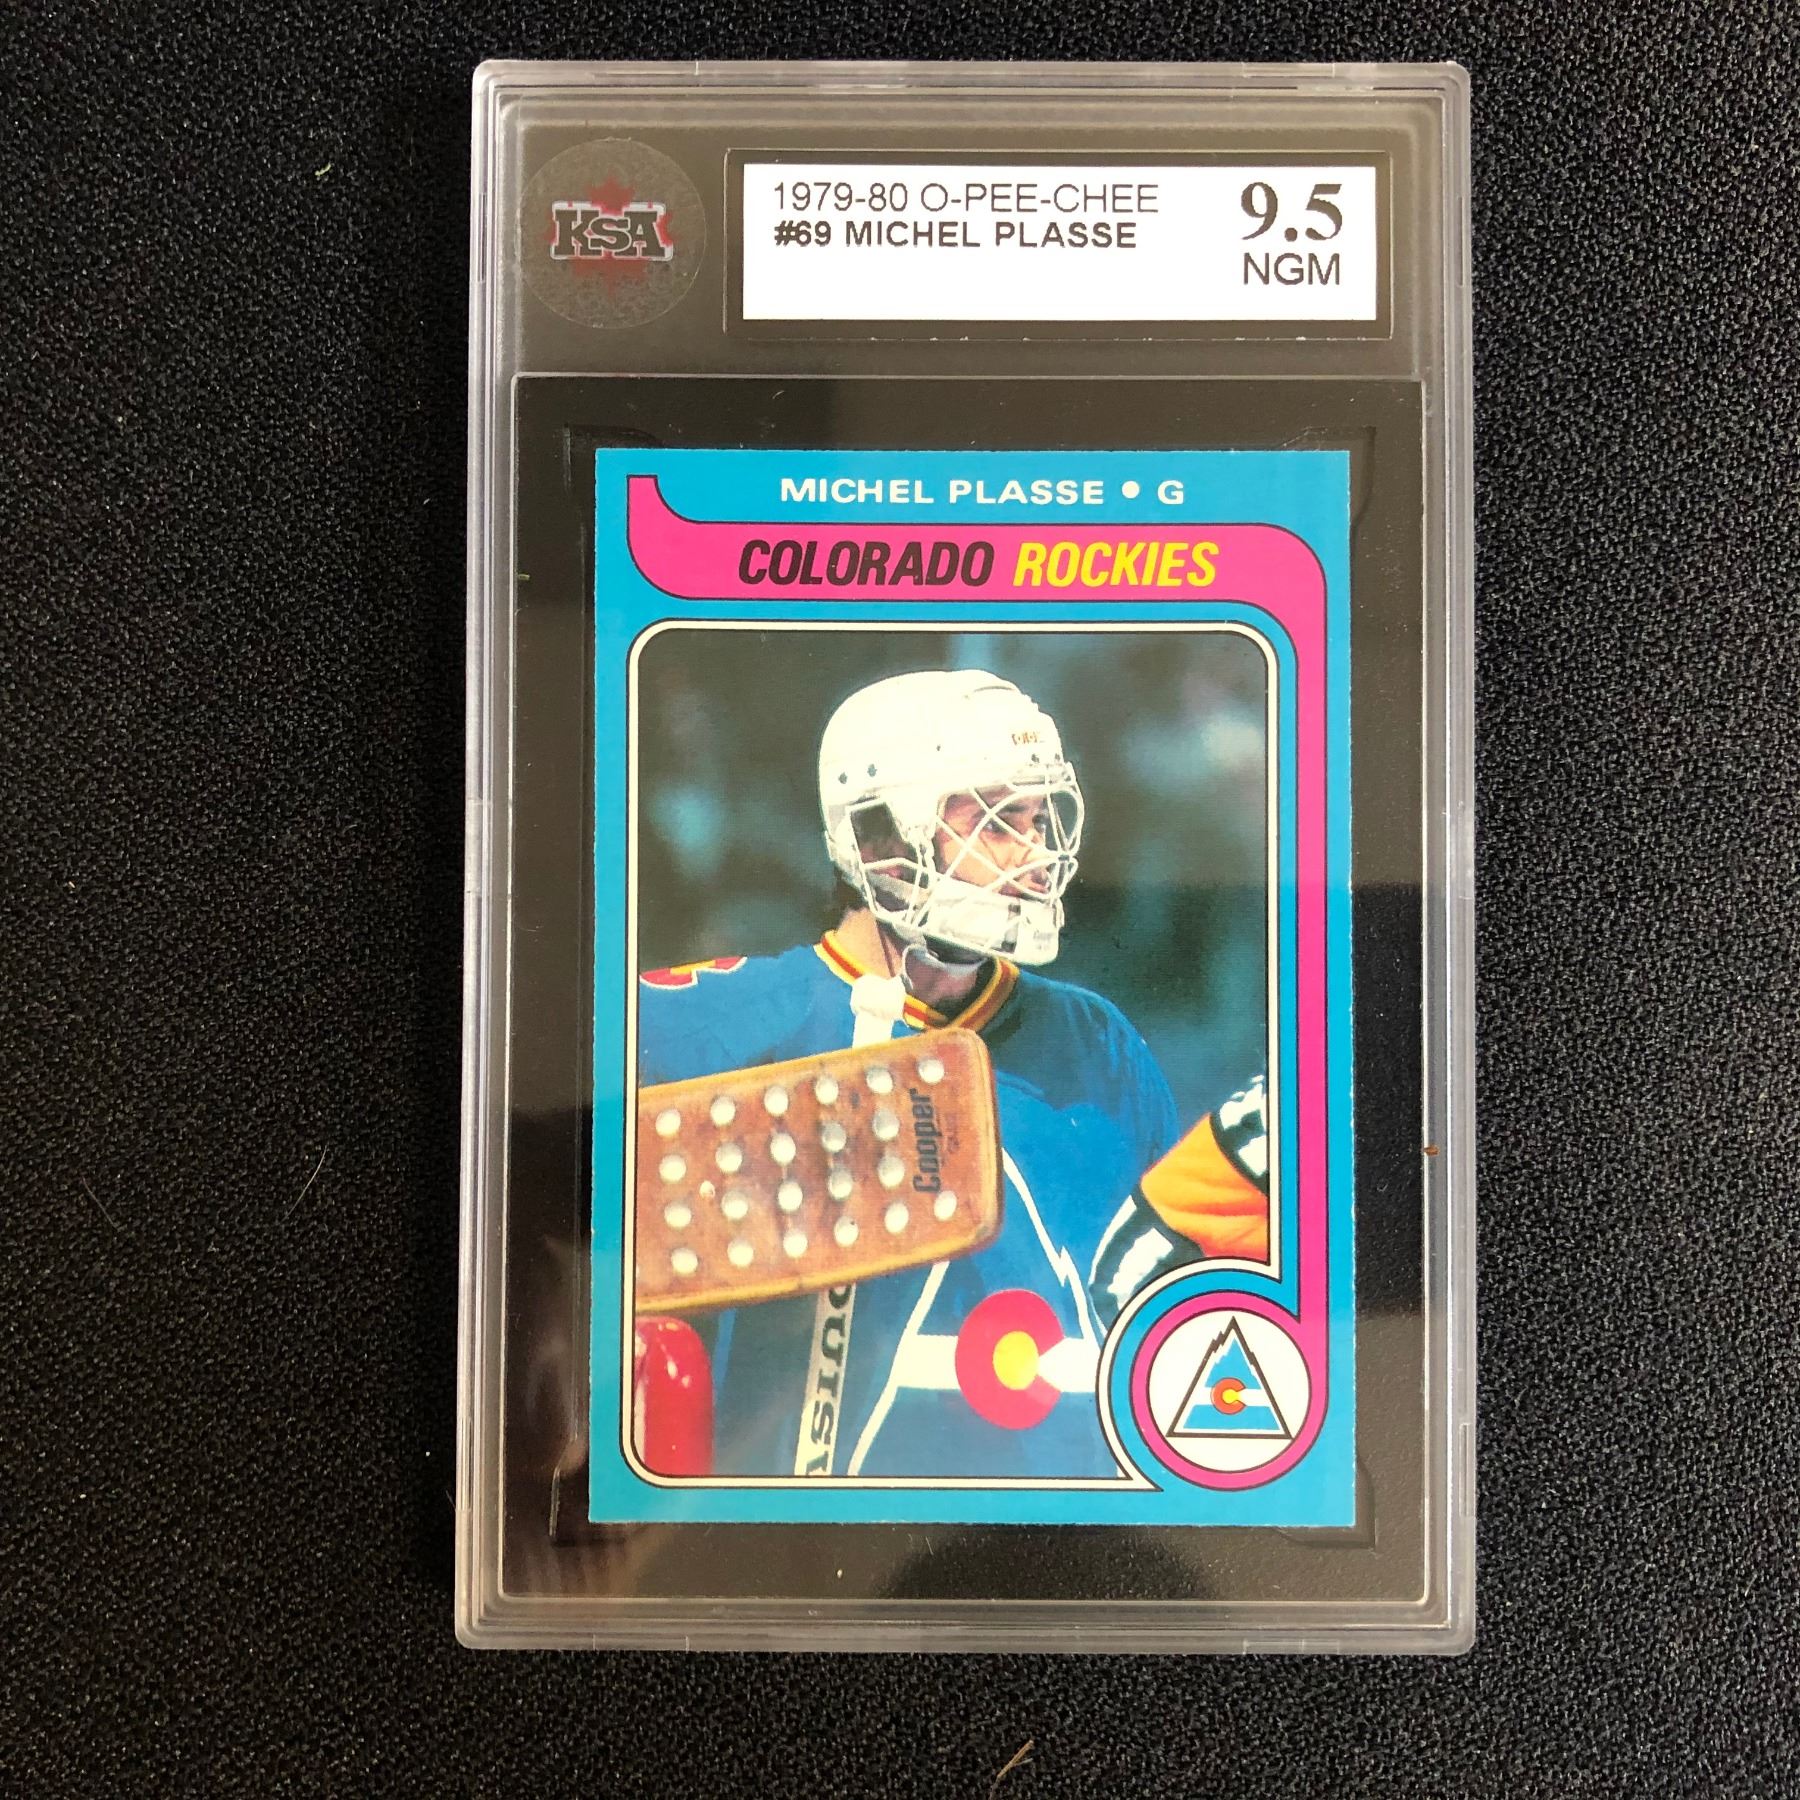 KSA
1979-80 O-PEE-CHEE
#69 MICHEL PLASSE
9.5
NGM
MICHEL PLASSE • G
COLORADO ROCKIES
Cooper
C